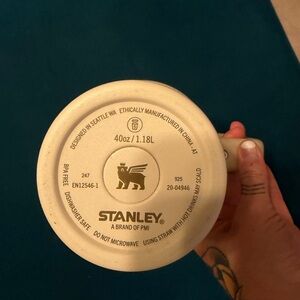 DESIGNED IN SEATTLE WA ETHICALLY MANUFACTURED IN CHINA - AT
40oz / 1.18L
247
EN12546-1
925
20-04946
STANLEY®
A BRAND OF PMI
BPA FREE DISHWASHER SAFE DO NOT MICROWAVE USING STRAW WITH HOT DRINKS MAY SCALD